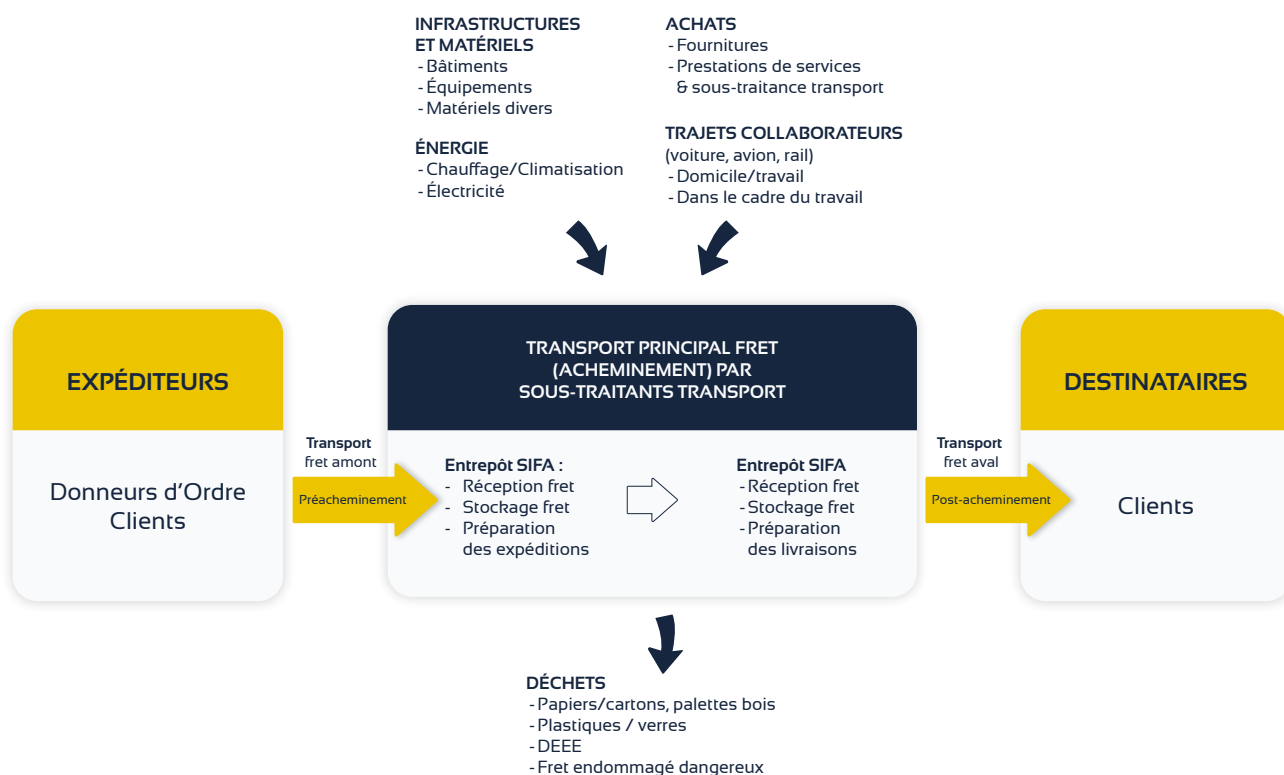 INFRASTRUCTURES
ET MATÉRIELS
- Bâtiments
- Équipements
- Matériels divers
ÉNERGIE
- Chauffage/Climatisation
- Électricité
ACHATS
- Fournitures
- Prestations de services
& sous-traitance transport
TRAJETS COLLABORATEURS
(voiture, avion, rail)
- Domicile/travail
- Dans le cadre du travail
EXPÉDITEURS
Donneurs d'Ordre
Clients
Transport
fret amont
Préacheminement
TRANSPORT PRINCIPAL FRET
(ACHEMINEMENT) PAR
SOUS-TRAITANTS TRANSPORT
Entrepôt SIFA :
- Réception fret
- Stockage fret
- Préparation
des expéditions
Entrepôt SIFA
- Réception fret
- Stockage fret
- Préparation
des livraisons
Transport
fret aval
Post-acheminement
DESTINATAIRES
Clients
DÉCHETS
- Papiers/cartons, palettes bois
- Plastiques / verres
- DEEE
- Fret endommagé dangereux